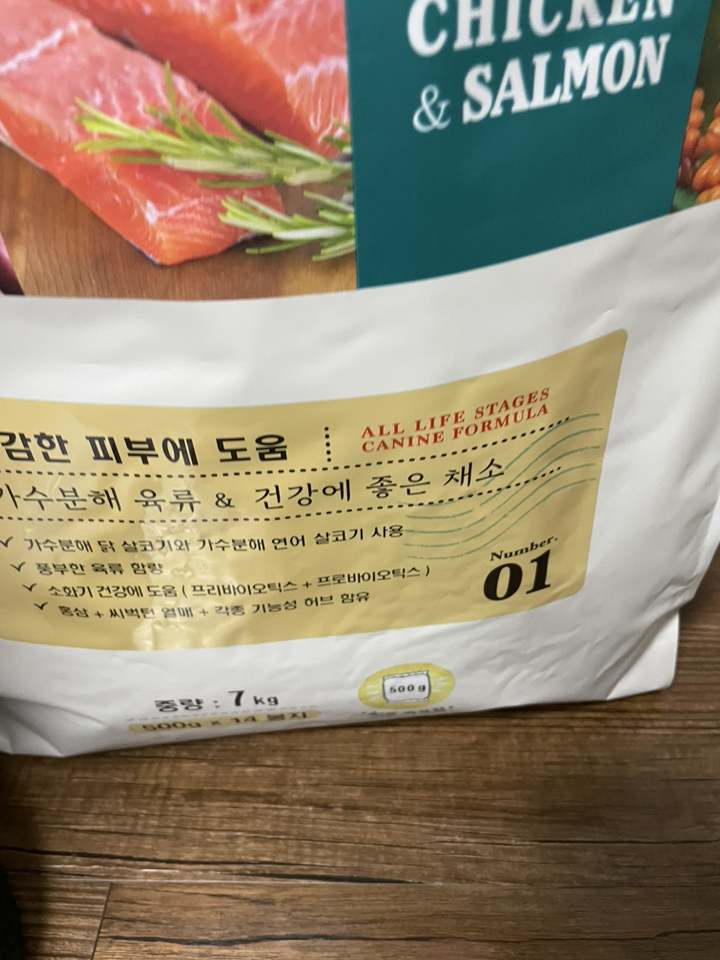 CHICKEN
& SALMON
감한 피부에 도움
ALL LIFE STAGES
CANINE FORMULA
가수분해 육류 & 건강에 좋은 채소
가수분해 닭 살코기와 가수분해 연어 살코기 사용
풍부한 육류 함량
소화기 건강에 도움 ( 프리바이오틱스 + 프로바이오틱스 )
홍삼 + 씨벅턴 열매 + 각종 기능성 허브 함유
Number.
01
중량 : 7 kg
500g x 14 봉지
500 g